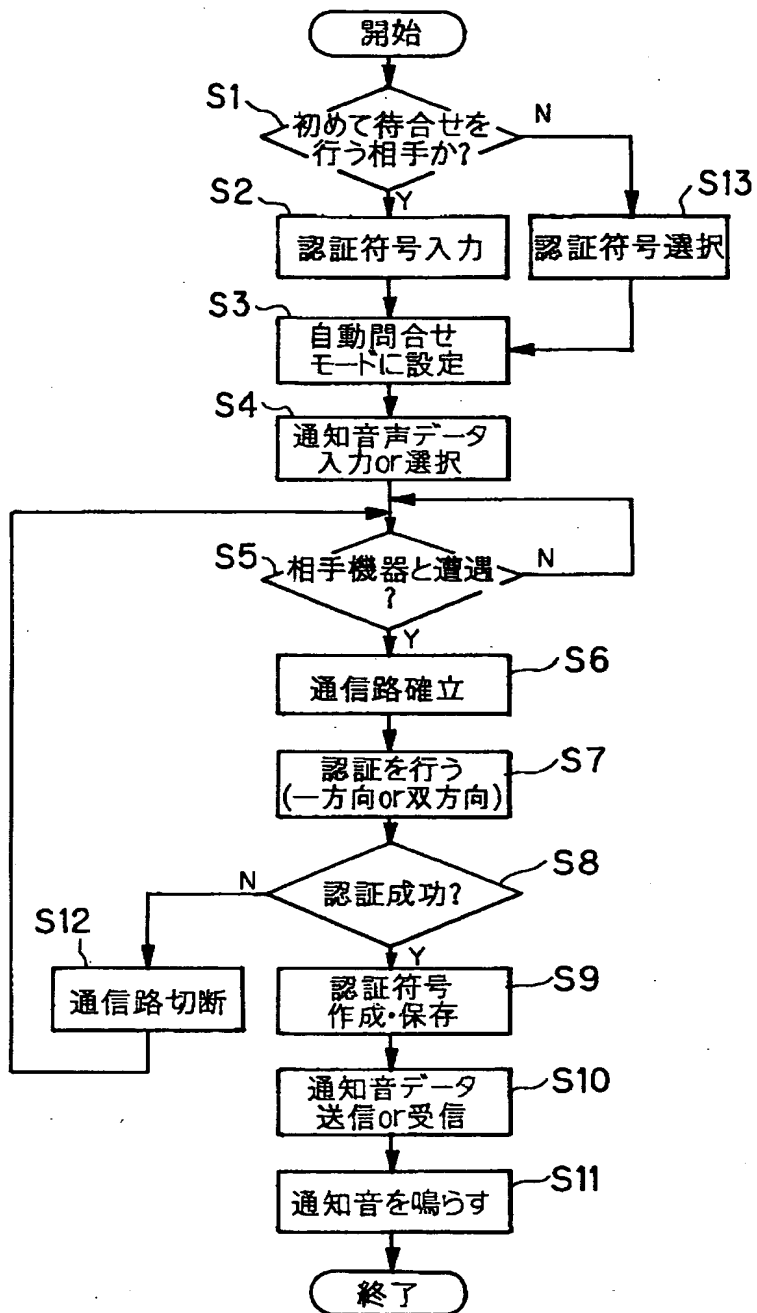 開始
S1
初めて待合せを
行う相手か?
N
Y
S2
認証符号入力
S13
認証符号選択
S3
自動問合せ
モードに設定
S4
通知音声データ
入力or選択
S5
相手機器と遭遇
?
N
Y
通信路確立
S6
認証を行う
(一方向or双方向)
S7
認証成功?
S8
N
Y
S12
通信路切断
認証符号
作成・保存
S9
通知音データ
送信or受信
S10
通知音を鳴らす
S11
終了